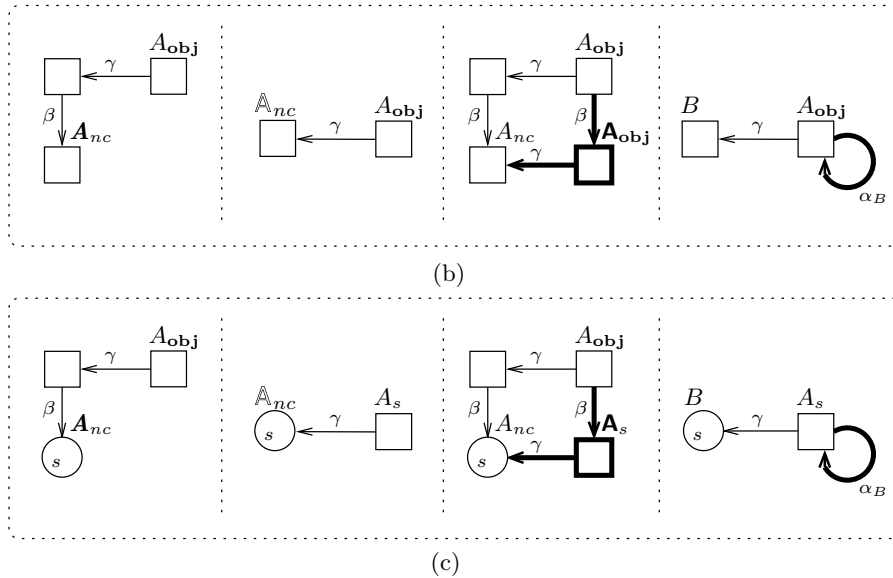 A_obj A_obj
γ γ
β 𝔸_nc A_obj β
𝑨_nc γ A_nc 𝗔_obj B A_obj
γ γ
α_B
(b)
A_obj A_obj
γ γ
β 𝔸_nc A_s β B A_s
𝑨_nc γ A_nc 𝗔_s γ
s s s γ s
α_B
(c)